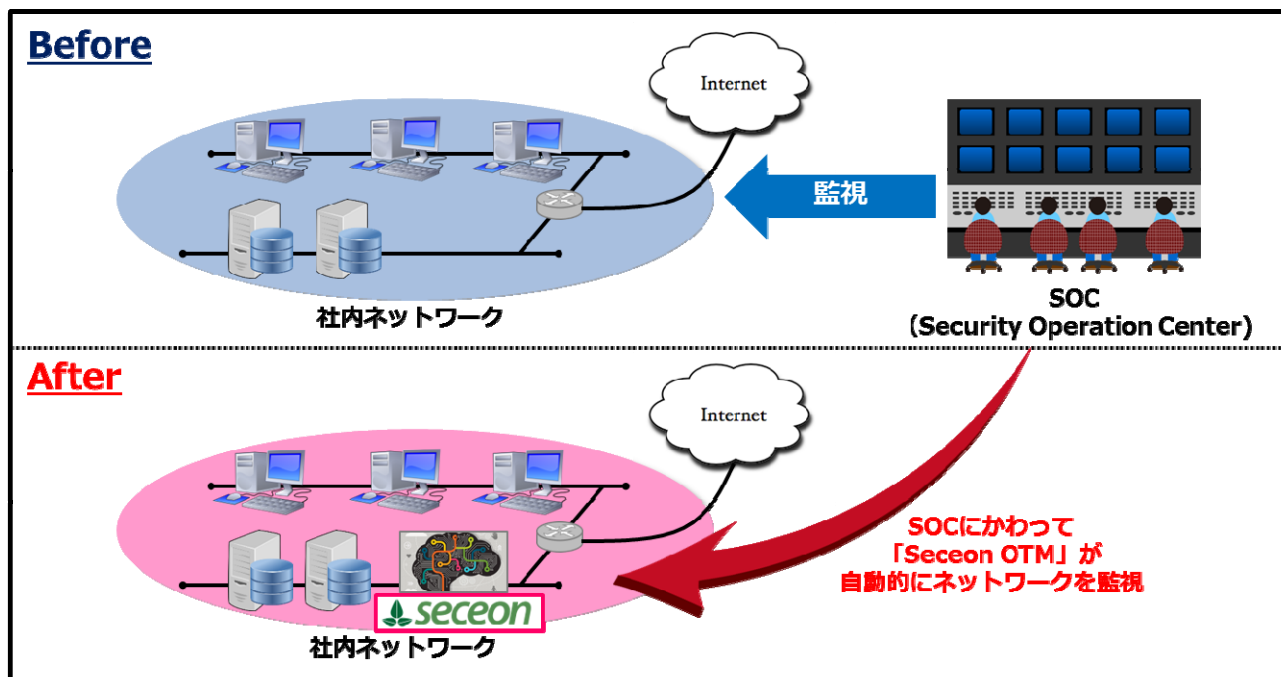 Before
Internet
監視
社内ネットワーク
SOC
（Security Operation Center)
After
Internet
SOCにかわって
「Seceon OTM」が
自動的にネットワークを監視
seceon
社内ネットワーク